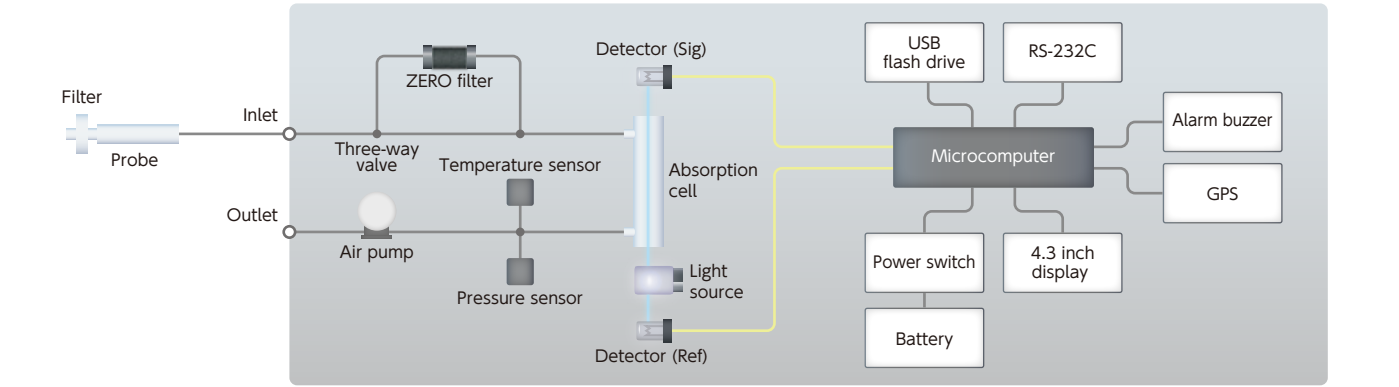 Filter
Probe
Inlet
Outlet
ZERO filter
Three-way
valve
Temperature sensor
Air pump
Pressure sensor
Detector (Sig)
Absorption
cell
Light
source
Detector (Ref)
USB
flash drive
RS-232C
Microcomputer
Alarm buzzer
GPS
Power switch
4.3 inch
display
Battery